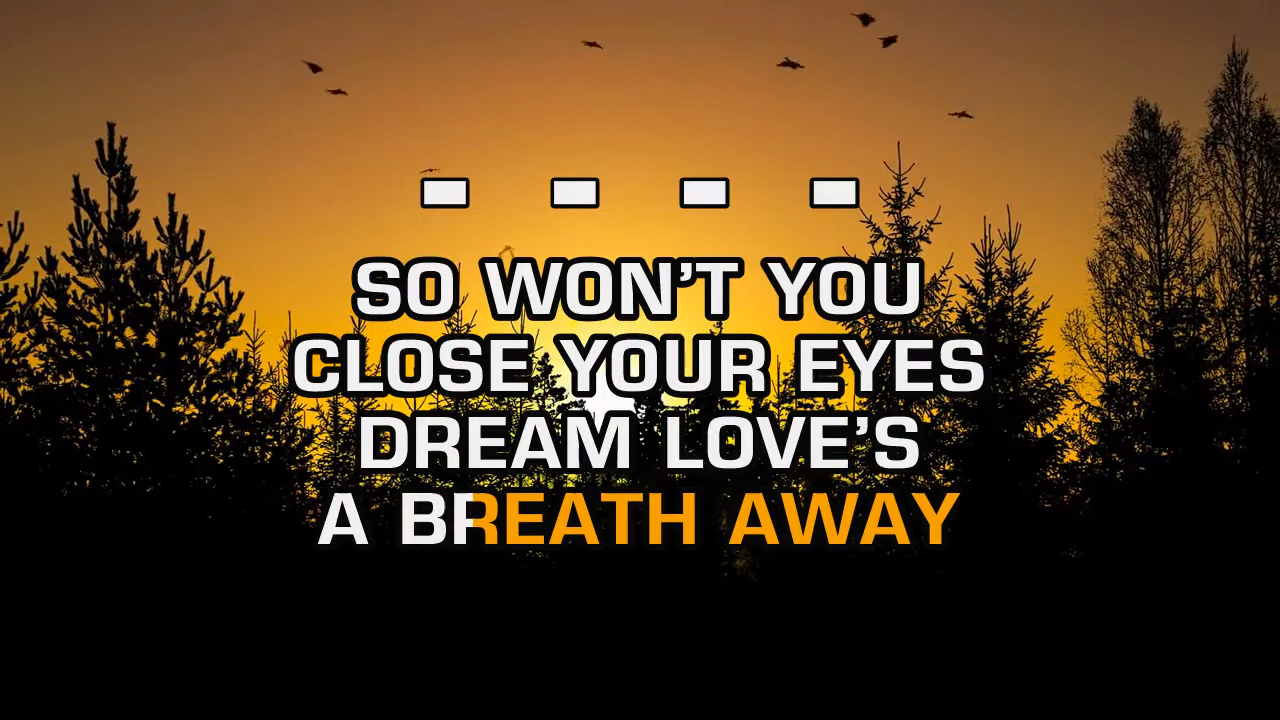 - - - -
SO WON'T YOU
CLOSE YOUR EYES
DREAM LOVE'S
A BREATH AWAY